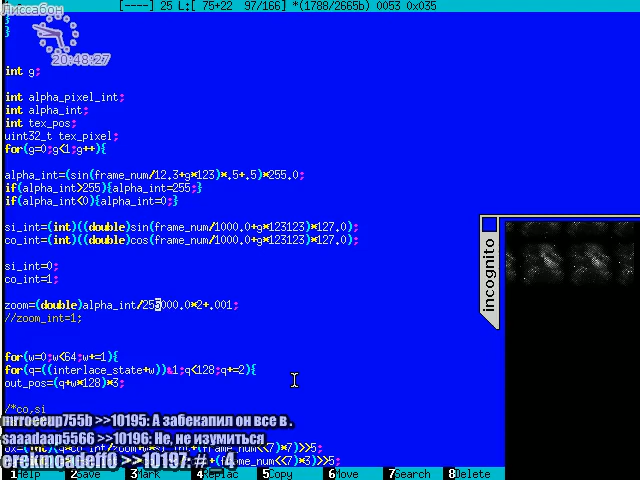 Лиссабон
[----] 25 L:[ 75+22 97/166] *(1788/2665b) 0053 0x035
}
}
20:48:27
int g;
int alpha_pixel_int;
int alpha_int;
int tex_pos;
uint32_t tex_pixel;
for(g=0;g<1;g++){
alpha_int=(sin(frame_num/12.3+g*123)*.5+.5)*255.0;
if(alpha_int>255){alpha_int=255;}
if(alpha_int<0){alpha_int=0;}
si_int=(int)((double)sin(frame_num/1000.0+g*123123)*127.0);
co_int=(int)((double)cos(frame_num/1000.0+g*123123)*127.0);
incognito
si_int=0;
co_int=1;
zoom=(double)alpha_int/255000.0*2+.001;
//zoom_int=1;
for(w=0;w<64;w+=1){
for(q=((interlace_state+w))&1;q<128;q+=2){
out_pos=(q+w*128)*3;
/*co,si
mrroeeup755b >>10195: А забекапил он все в .
saaadaap5566 >>10196: Не, не изумиться
erekmoadeff0 >>10197: #_ 4
1Help 2Save 3Mark 4Replac 5Copy 6Move 7Search 8Delete